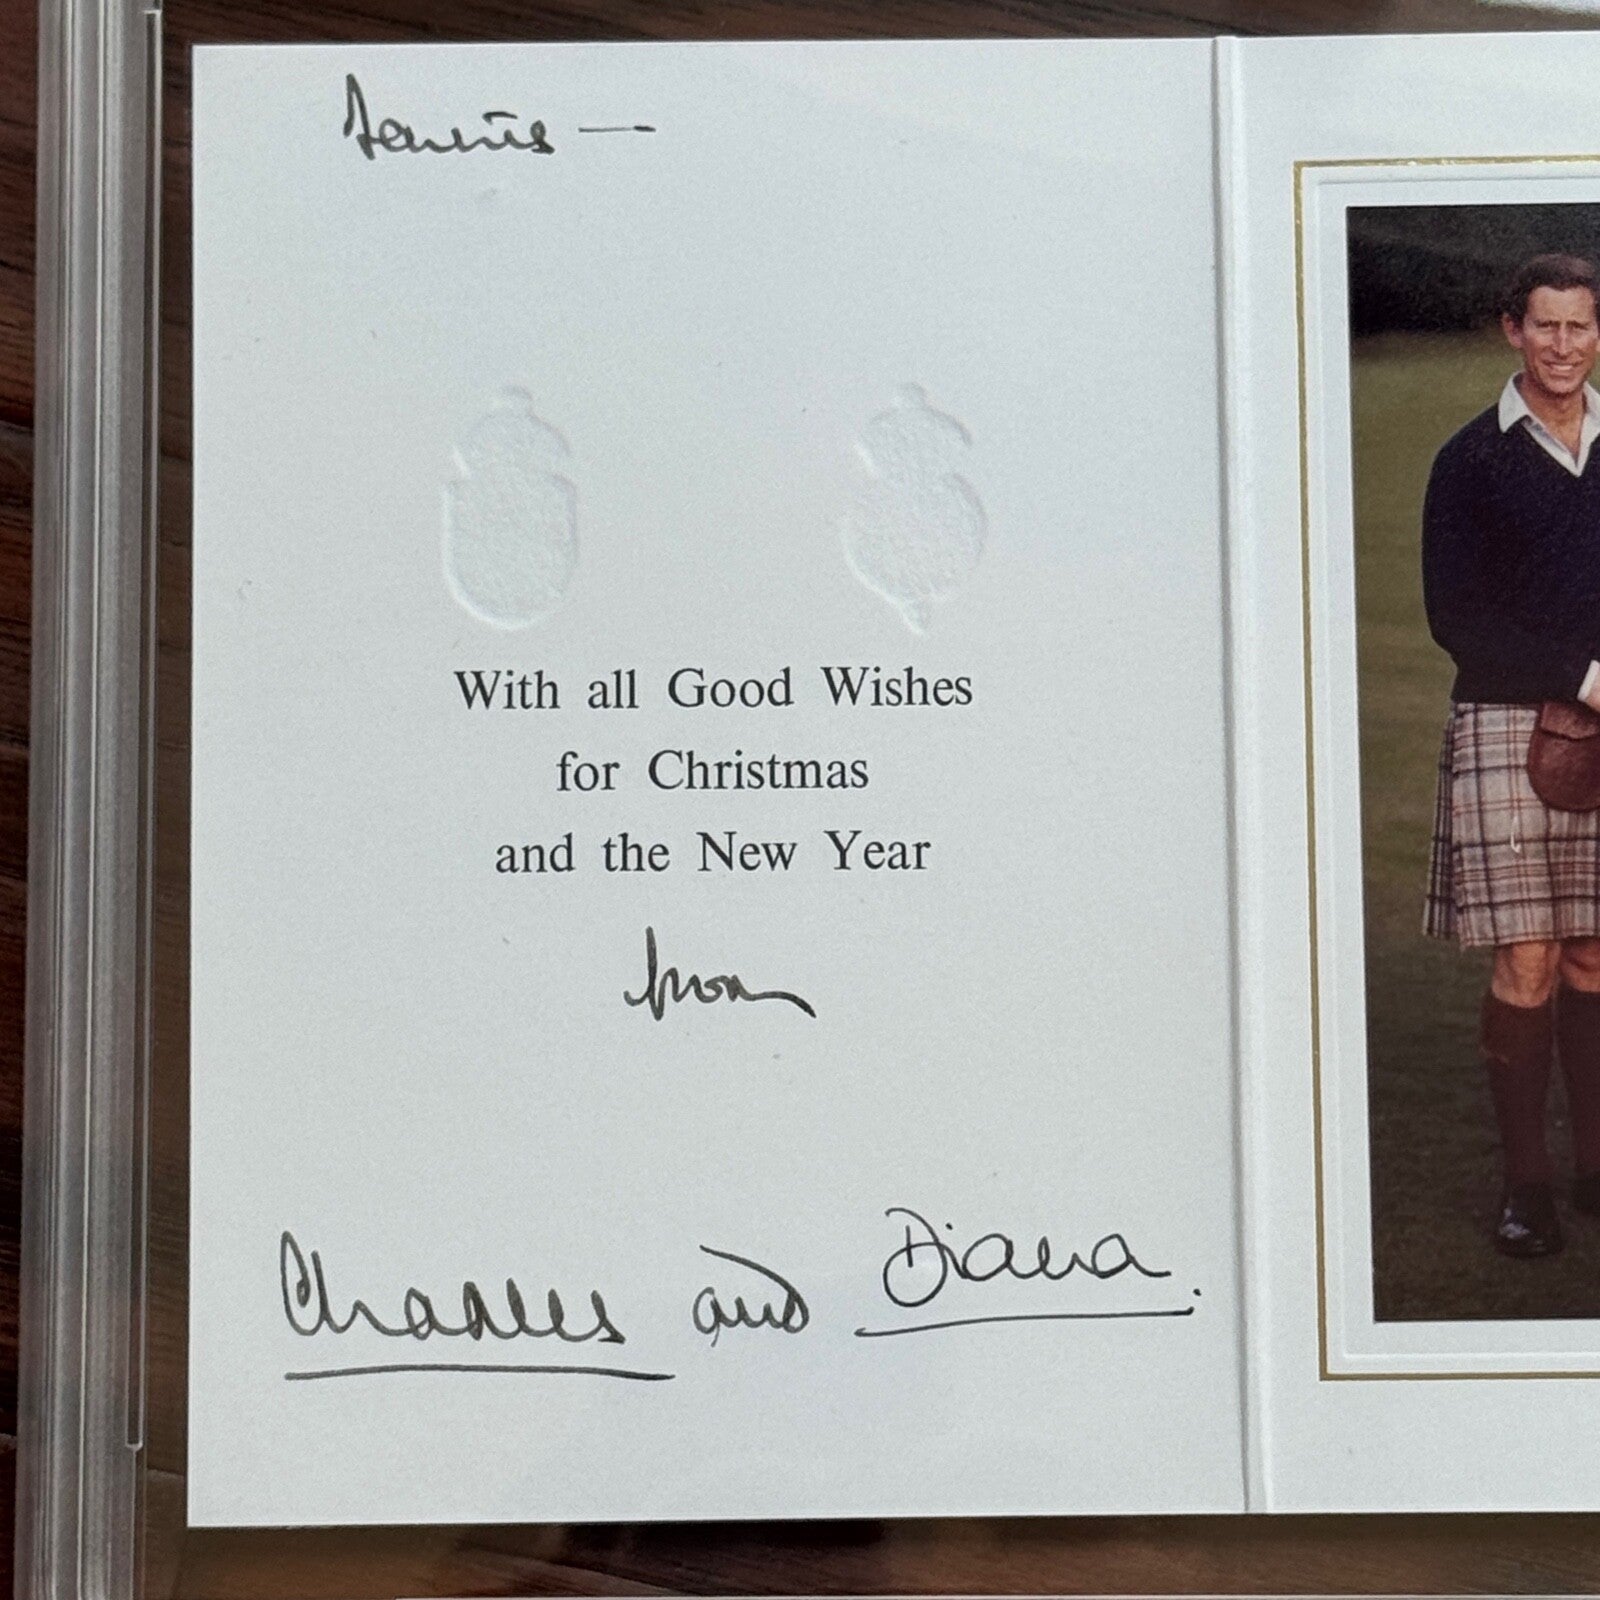 With all Good Wishes
for Christmas
and the New Year
from
Charles and Diana.